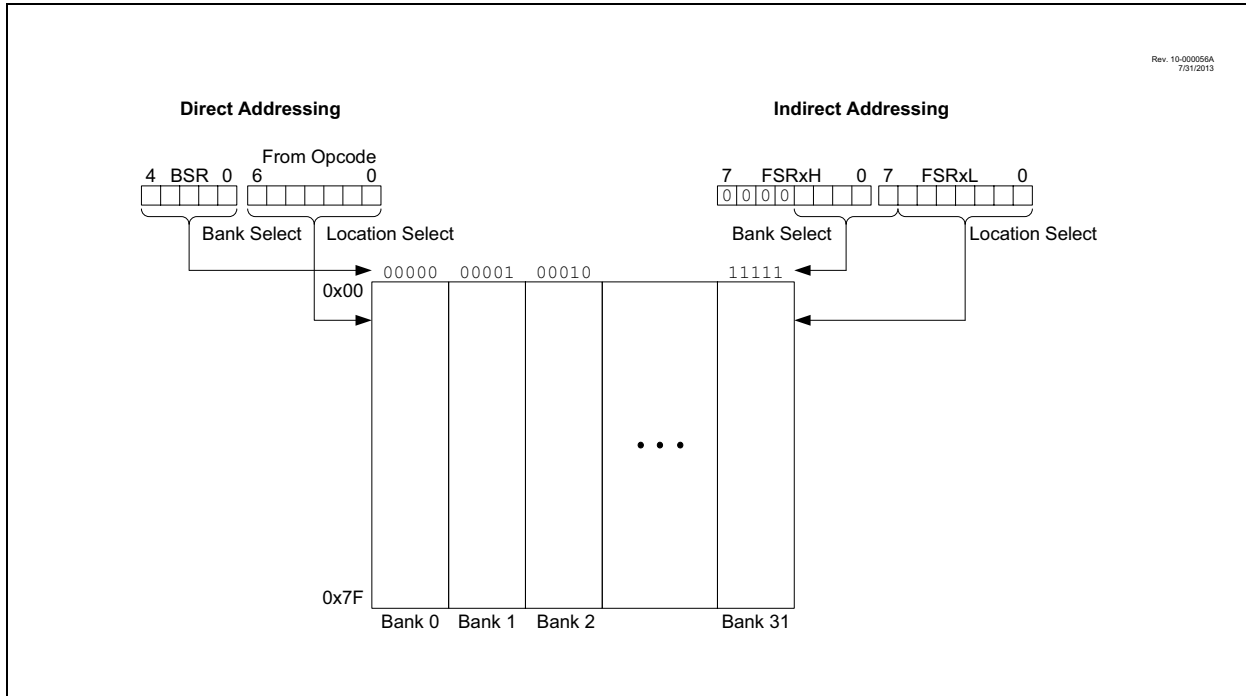 Rev. 10-000056A
7/31/2013
Direct Addressing
Indirect Addressing
From Opcode
4 BSR 0 6 0
7 FSRxH 0 7 FSRxL 0
0 0 0 0
Bank Select Location Select
Bank Select Location Select
00000 00001 00010 11111
0x00
0x7F
Bank 0 Bank 1 Bank 2 Bank 31